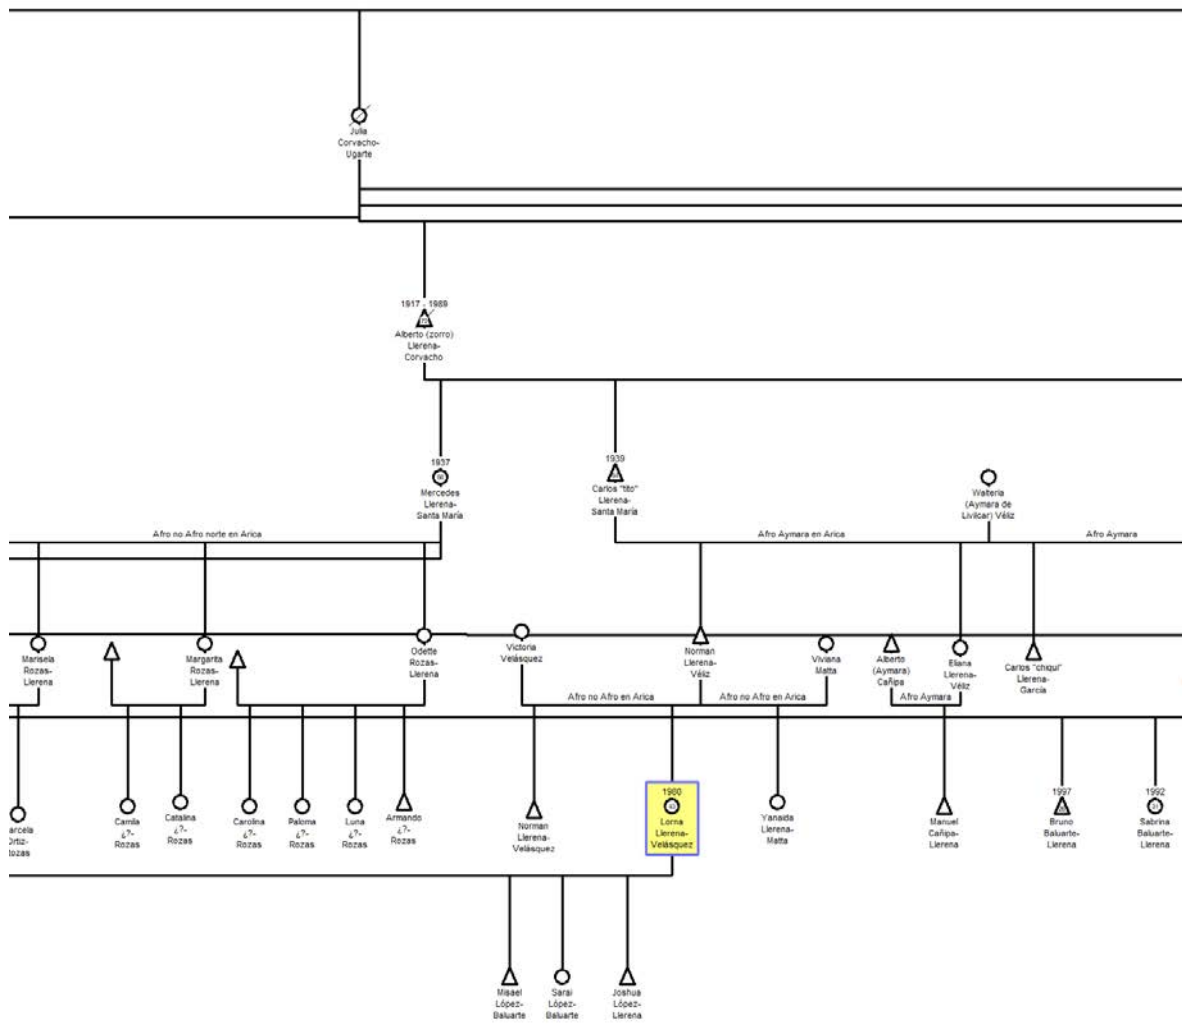 Julia
Corvacho-
Ugarte
1917 - 1989
Alberto (zorro)
Llerena-
Corvacho
1937
Mercedes
Llerena-
Santa María
1939
Carlos "tito"
Llerena-
Santa María
Walteria
(Aymara de
Livilcar) Véliz
Afro no Afro norte en Arica
Afro Aymara en Arica
Afro Aymara
Marisela
Rozas-
Llerena
Margarita
Rozas-
Llerena
Odette
Rozas-
Llerena
Victoria
Velásquez
Norman
Llerena-
Véliz
Viviana
Matta
Alberto
(Aymara)
Cañipa
Eliana
Llerena-
Véliz
Carlos "chiqui"
Llerena-
García
Afro no Afro en Arica
Afro no Afro en Arica
Afro Aymara
arcela
Ortiz-
Rozas
Camila
¿?-
Rozas
Catalina
¿?-
Rozas
Carolina
¿?-
Rozas
Paloma
¿?-
Rozas
Luna
¿?-
Rozas
Armando
¿?-
Rozas
Norman
Llerena-
Velásquez
1980
Lorna
Llerena-
Velásquez
Yanaida
Llerena-
Matta
Manuel
Cañipa-
Llerena
1997
Bruno
Baluarte-
Llerena
1992
31
Sabrina
Baluarte-
Llerena
Misael
López-
Baluarte
Sarai
López-
Baluarte
Joshua
López-
Llerena